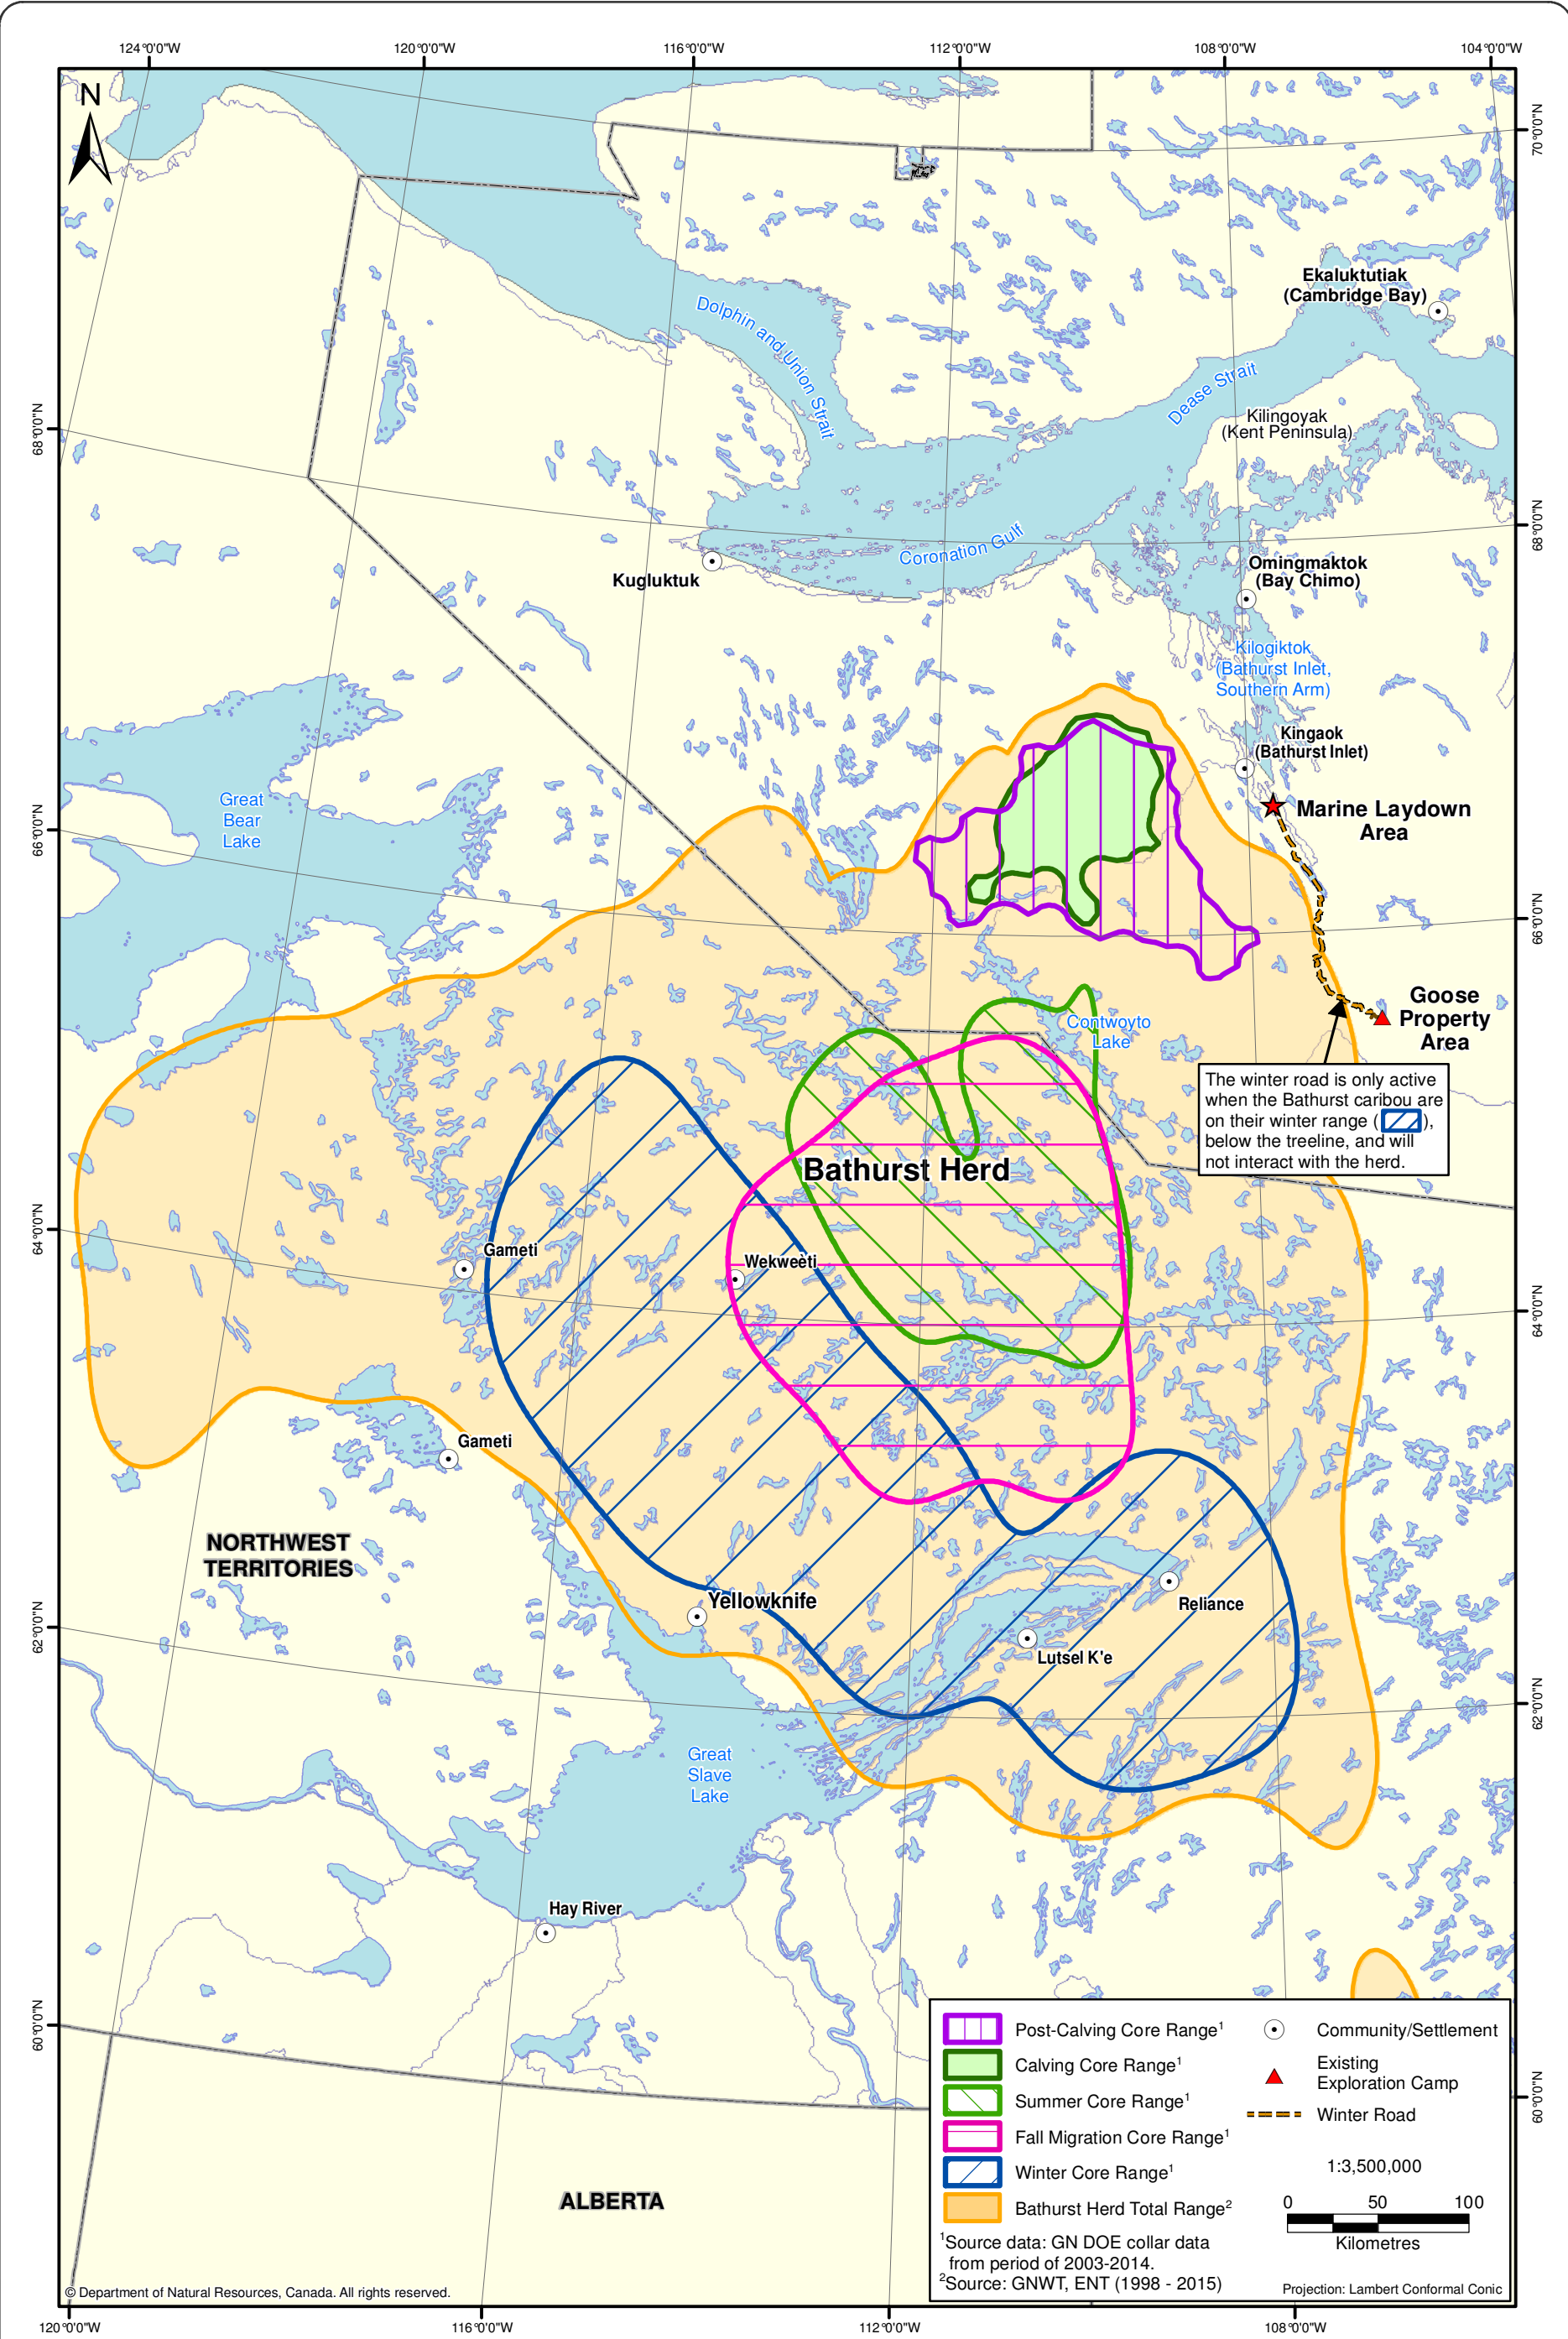 124°0'0"W
120°0'0"W
116°0'0"W
112°0'0"W
108°0'0"W
104°0'0"W
N
70°0'0"N
Ekaluktutiak
(Cambridge Bay)
Dolphin and Union Strait
Dease Strait
68°0'0"N
Kilingoyak
(Kent Peninsula)
68°0'0"N
Coronation Gulf
Kugluktuk
Omingmaktok
(Bay Chimo)
Kilogiktok
(Bathurst Inlet,
Southern Arm)
Kingaok
(Bathurst Inlet)
Great
Bear
Lake
66°0'0"N
Marine Laydown
Area
66°0'0"N
Goose
Property
Area
Contwoyto
Lake
The winter road is only active
when the Bathurst caribou are
on their winter range ( ),
below the treeline, and will
not interact with the herd.
Bathurst Herd
64°0'0"N
Gameti
Wekweeti
64°0'0"N
Gameti
NORTHWEST
TERRITORIES
Yellowknife
Reliance
Lutsel K'e
62°0'0"N
62°0'0"N
Great
Slave
Lake
Hay River
60°0'0"N
60°0'0"N
ALBERTA
Post-Calving Core Range1
Calving Core Range1
Summer Core Range1
Fall Migration Core Range1
Winter Core Range1
Bathurst Herd Total Range2
1Source data: GN DOE collar data
from period of 2003-2014.
2Source: GNWT, ENT (1998 - 2015)
Community/Settlement
Existing
Exploration Camp
Winter Road
1:3,500,000
0 50 100
Kilometres
Projection: Lambert Conformal Conic
© Department of Natural Resources, Canada. All rights reserved.
120°0'0"W
116°0'0"W
112°0'0"W
108°0'0"W